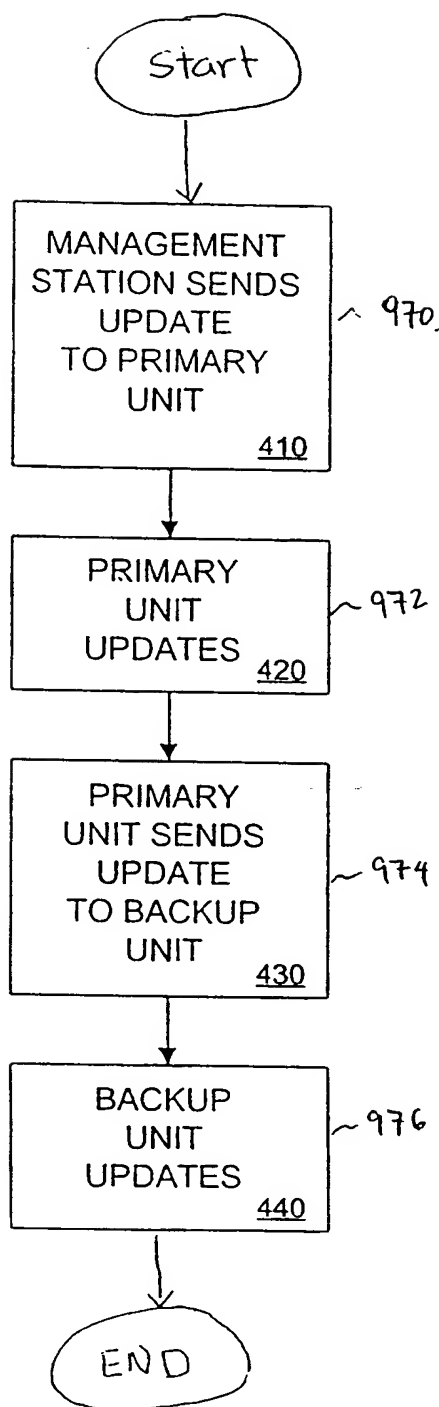 Start
MANAGEMENT
STATION SENDS
UPDATE
TO PRIMARY
UNIT
410
970
PRIMARY
UNIT
UPDATES
420
972
PRIMARY
UNIT SENDS
UPDATE
TO BACKUP
UNIT
430
974
BACKUP
UNIT
UPDATES
440
976
END